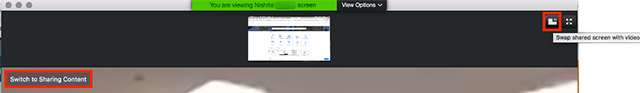 You are viewing Nishita screen
View Options
Swap shared screen with video
Switch to Sharing Content